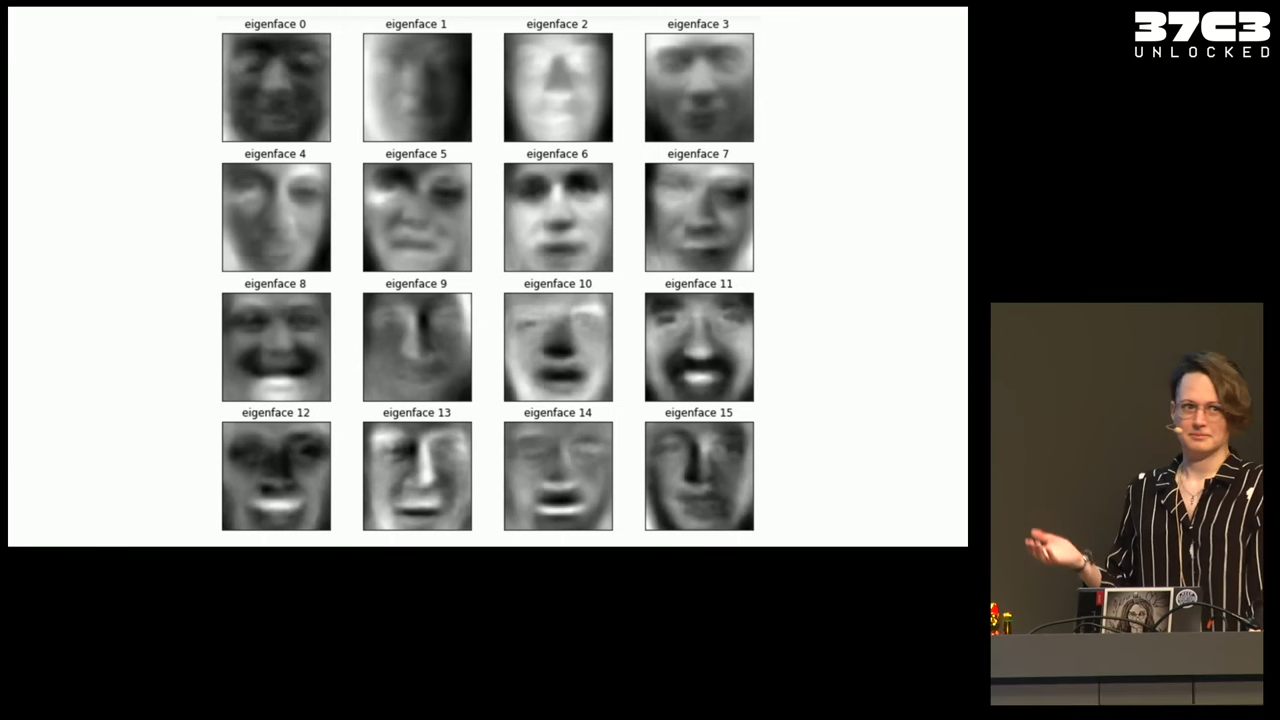 37C3
UNLOCKED
eigenface 0 eigenface 1 eigenface 2 eigenface 3
eigenface 4 eigenface 5 eigenface 6 eigenface 7
eigenface 8 eigenface 9 eigenface 10 eigenface 11
eigenface 12 eigenface 13 eigenface 14 eigenface 15